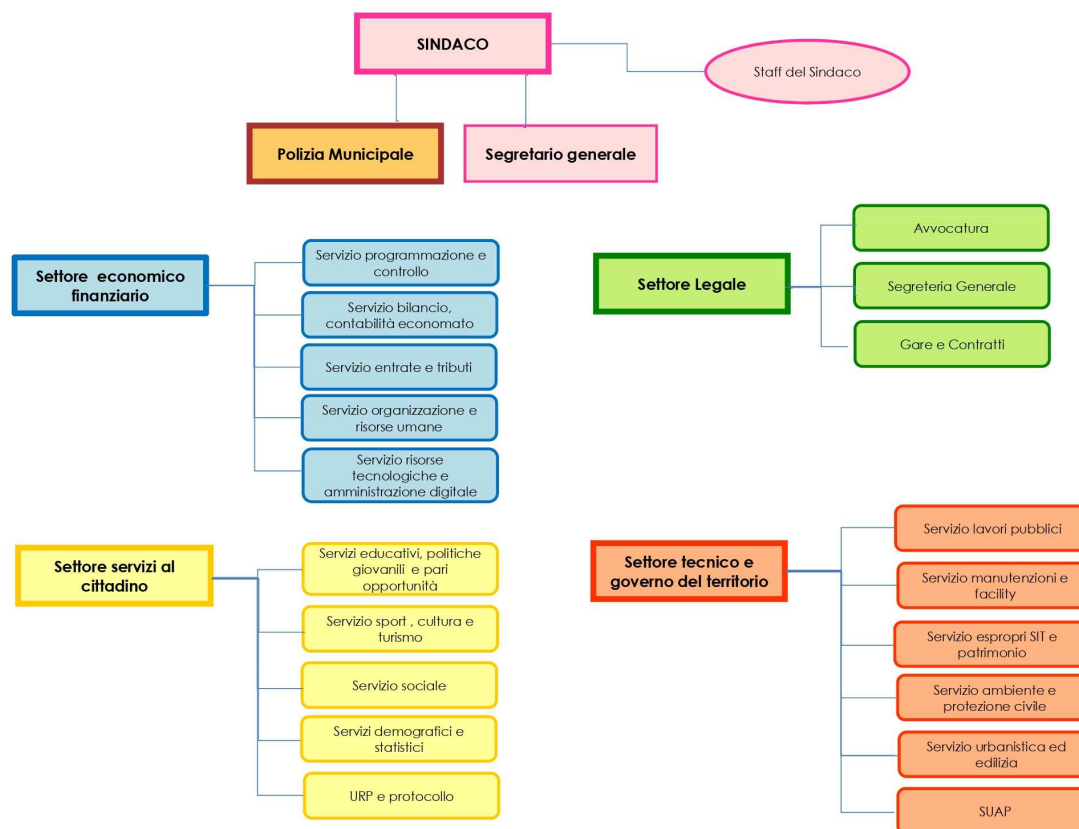 SINDACO
Staff del Sindaco
Polizia Municipale
Segretario generale
Settore economico
finanziario
Servizio programmazione e
controllo
Servizio bilancio,
contabilità economato
Servizio entrate e tributi
Servizio organizzazione e
risorse umane
Servizio risorse
tecnologiche e
amministrazione digitale
Settore Legale
Avvocatura
Segreteria Generale
Gare e Contratti
Settore servizi al
cittadino
Servizi educativi, politiche
giovanili e pari
opportunità
Servizio sport , cultura e
turismo
Servizio sociale
Servizi demografici e
statistici
URP e protocollo
Settore tecnico e
governo del territorio
Servizio lavori pubblici
Servizio manutenzioni e
facility
Servizio espropri SIT e
patrimonio
Servizio ambiente e
protezione civile
Servizio urbanistica ed
edilizia
SUAP